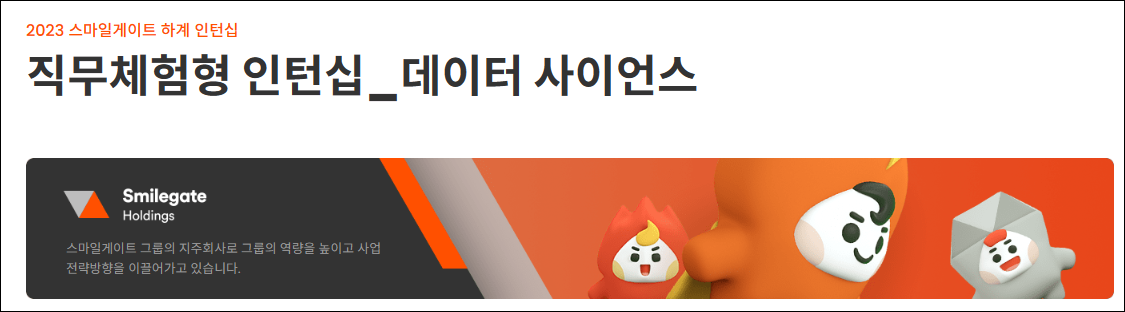 2023 스마일게이트 하계 인턴십
직무체험형 인턴십_데이터 사이언스
Smilegate
Holdings
스마일게이트 그룹의 지주회사로 그룹의 역량을 높이고 사업
전략방향을 이끌어가고 있습니다.